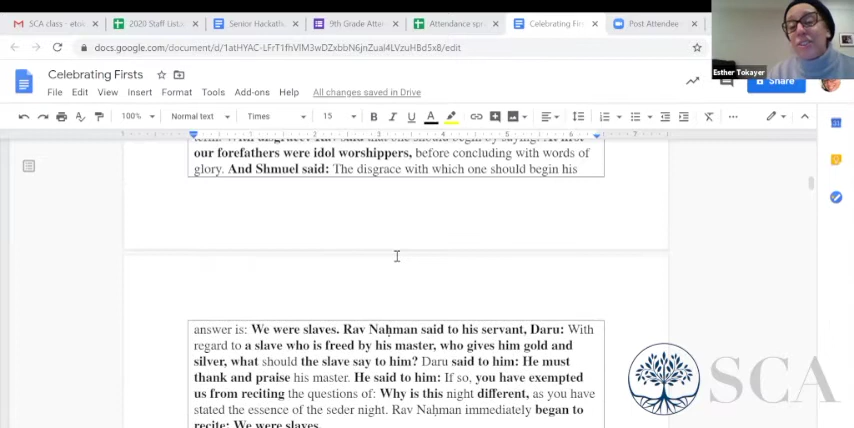 SCA class - etok
2020 Staff Lista
Senior Hackath
9th Grade Atten
Attendance spr
Celebrating Firs
Post Attendee -
docs.google.com/document/d/
/edit
Esther Tokayer
Celebrating Firsts
File Edit View Insert Format Tools Add-ons Help All changes saved in Drive
Share
100% Normal text Times 15 B I U A
our forefathers were idol worshippers, before concluding with words of
glory. And Shmuel said: The disgrace with which one should begin his
answer is: We were slaves. Rav Naḥman said to his servant, Daru: With
regard to a slave who is freed by his master, who gives him gold and
silver, what should the slave say to him? Daru said to him: He must
thank and praise his master. He said to him: If so, you have exempted
us from reciting the questions of: Why is this night different, as you have
stated the essence of the seder night. Rav Naḥman immediately began to
recite: We were slaves.
SCA